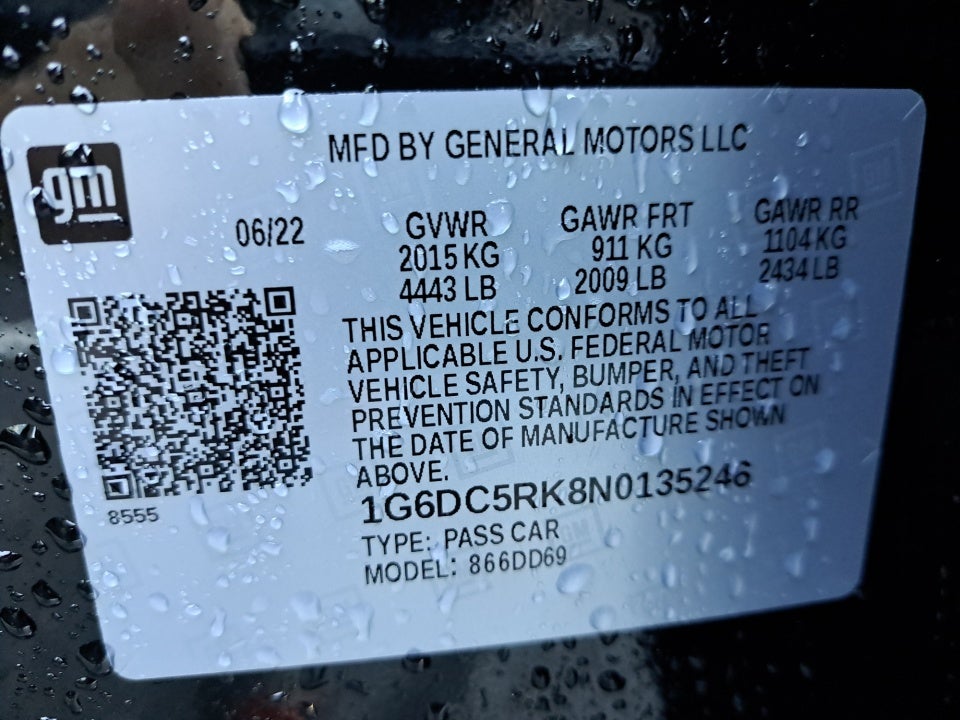 MFD BY GENERAL MOTORS LLC
gm
06/22
GVWR
2015 KG
4443 LB
GAWR FRT
911 KG
2009 LB
GAWR RR
1104 KG
2434 LB
THIS VEHICLE CONFORMS TO ALL
APPLICABLE U.S. FEDERAL MOTOR
VEHICLE SAFETY, BUMPER, AND THEFT
PREVENTION STANDARDS IN EFFECT ON
THE DATE OF MANUFACTURE SHOWN
ABOVE.
8555
1G6DC5RK8N0135246
TYPE: PASS CAR
MODEL: 866DD69